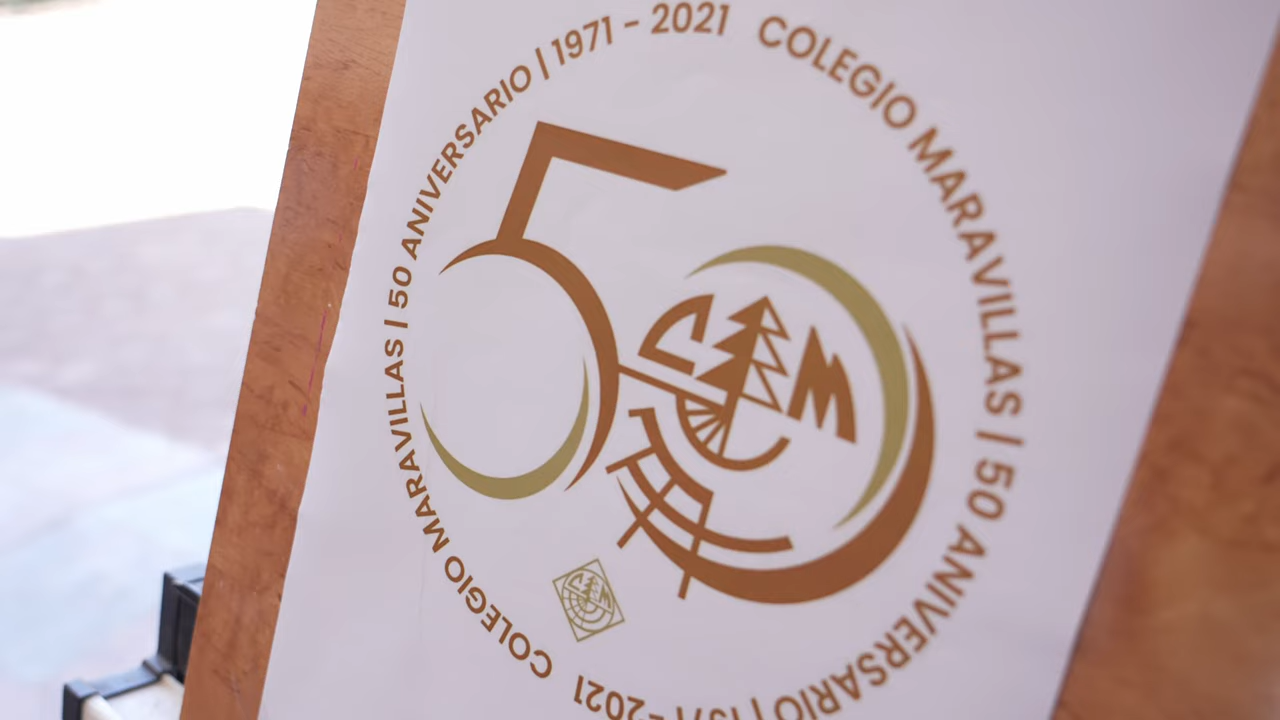 COLEGIO MARAVILLAS | 50 ANIVERSARIO | 1971 - 2021
COLEGIO MARAVILLAS | 50 ANIVERSARIO | 1971 - 2021
50
C M
C M